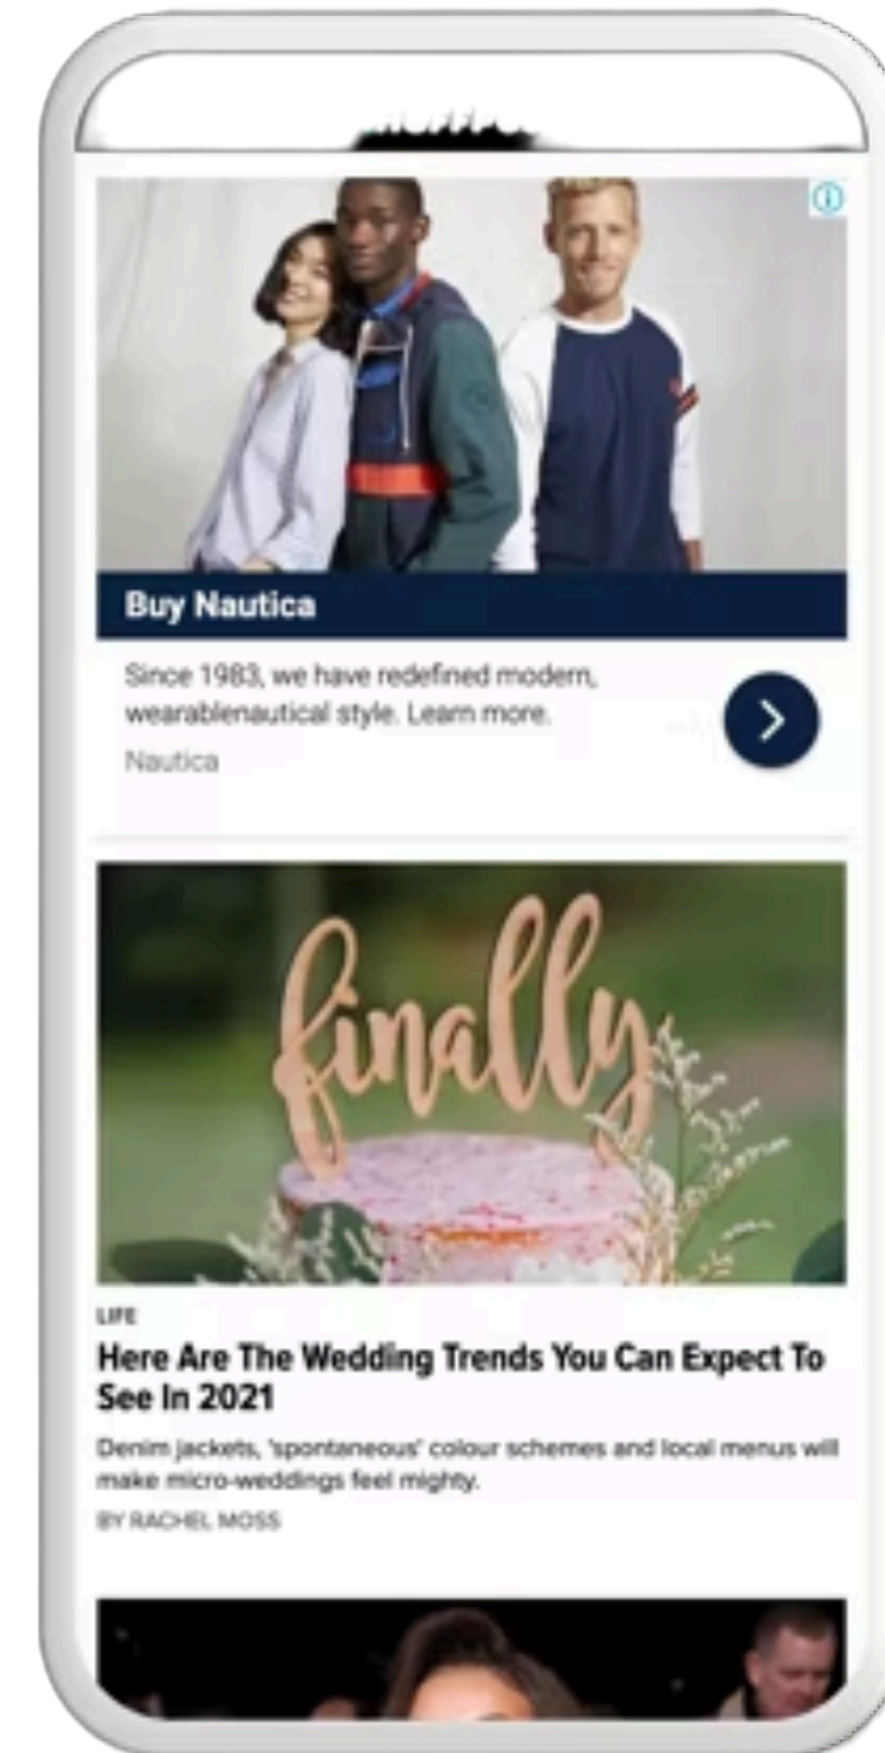 Buy Nautica
Since 1983, we have redefined modern,
wearablenautical style. Learn more.
Nautica
finally
LIFE
Here Are The Wedding Trends You Can Expect To
See In 2021
Denim jackets, 'spontaneous' colour schemes and local menus will
make micro-weddings feel mighty.
BY RACHEL MOSS